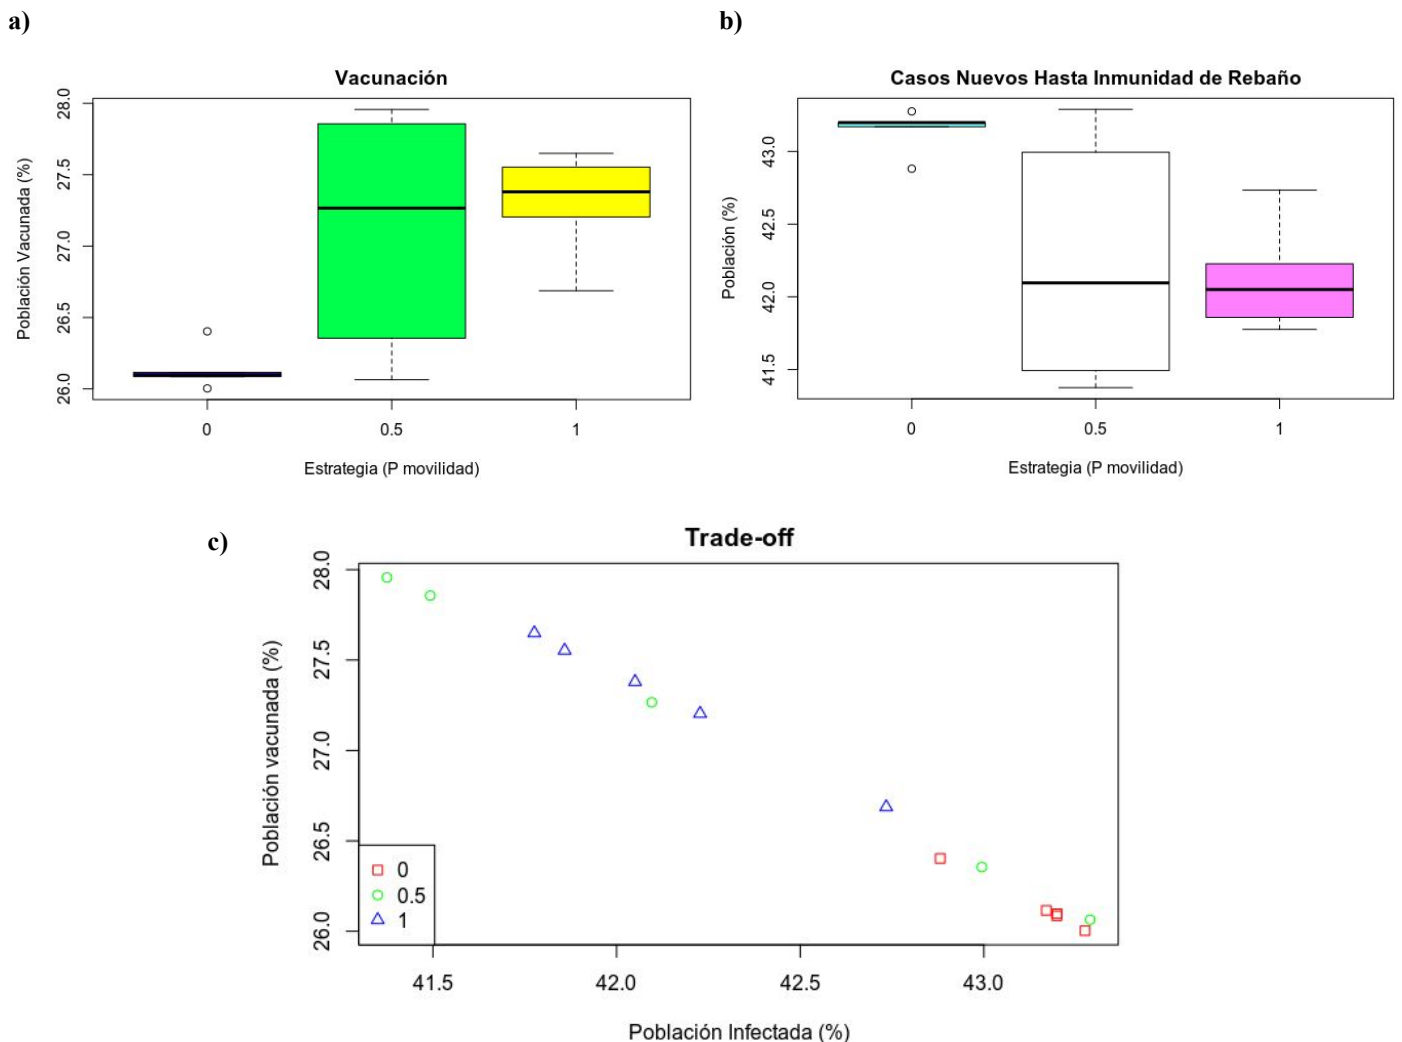 a)
Vacunación
Población Vacunada (%)
28.0
27.5
27.0
26.5
26.0
0
0.5
1
Estrategia (P movilidad)
b)
Casos Nuevos Hasta Inmunidad de Rebaño
Población (%)
43.0
42.5
42.0
41.5
0
0.5
1
Estrategia (P movilidad)
c)
Trade-off
Población vacunada (%)
28.0
27.5
27.0
26.5
26.0
0
0.5
1
41.5
42.0
42.5
43.0
Población Infectada (%)